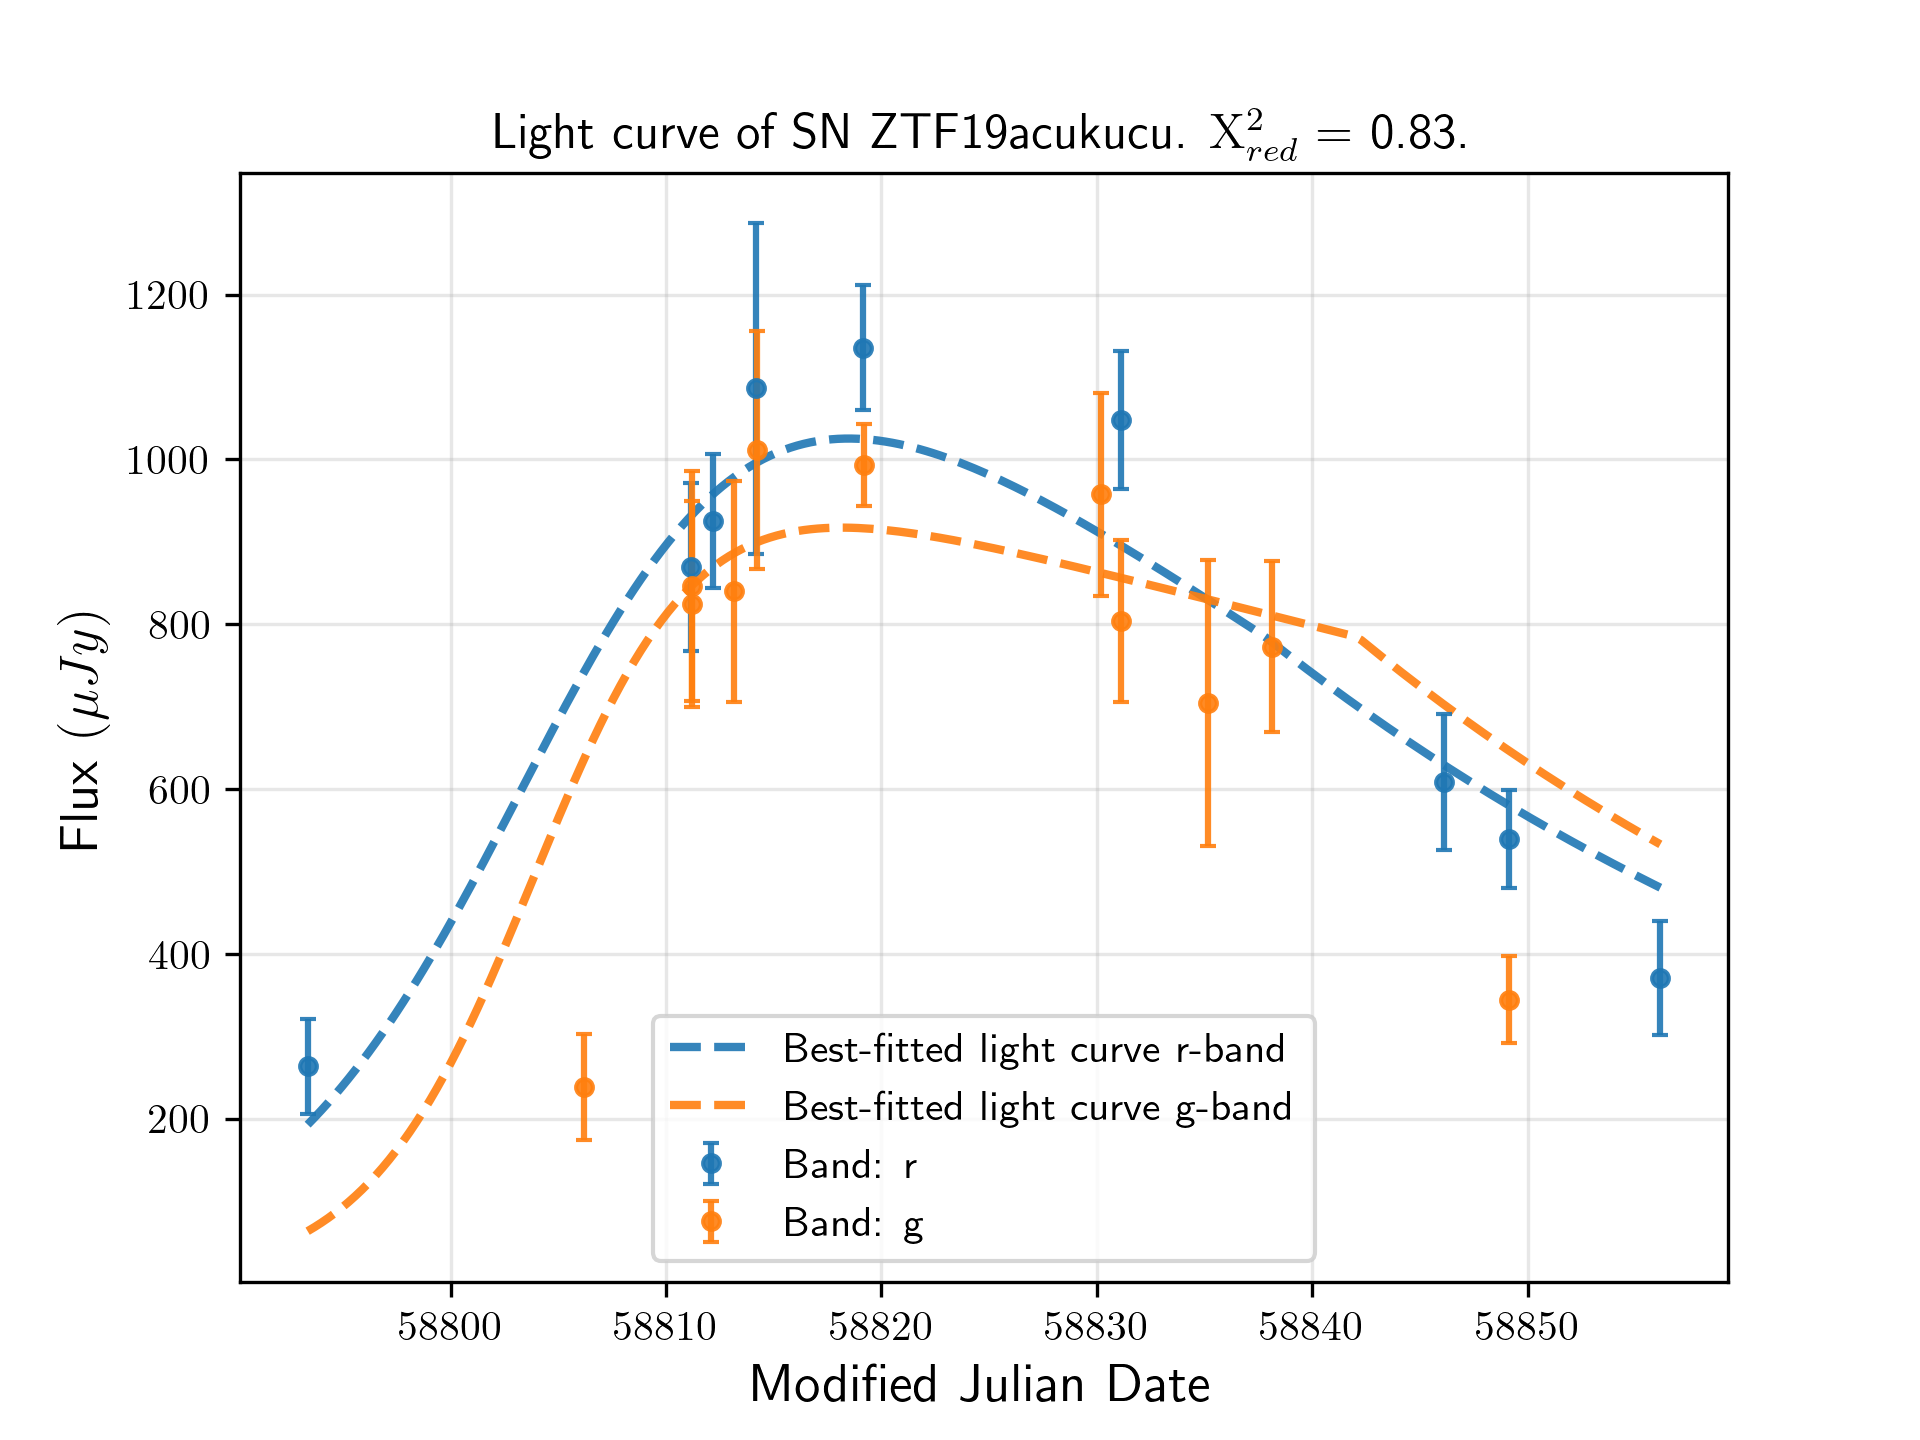 Light curve of SN ZTF19acukucu. X²_red = 0.83.
1200
1000
800
600
400
200
Flux (μJy)
Best-fitted light curve r-band
Best-fitted light curve g-band
Band: r
Band: g
58800 58810 58820 58830 58840 58850
Modified Julian Date